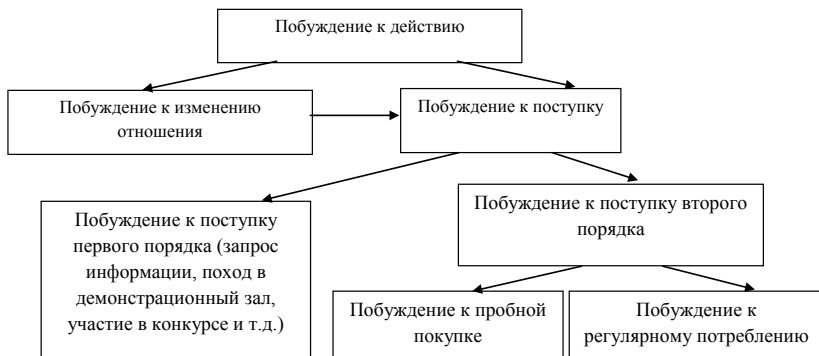 Побуждение к действию
Побуждение к изменению
отношения
Побуждение к поступку
Побуждение к поступку
первого порядка (запрос
информации, поход в
демонстрационный зал,
участие в конкурсе и т.д.)
Побуждение к поступку второго
порядка
Побуждение к пробной
покупке
Побуждение к
регулярному потреблению